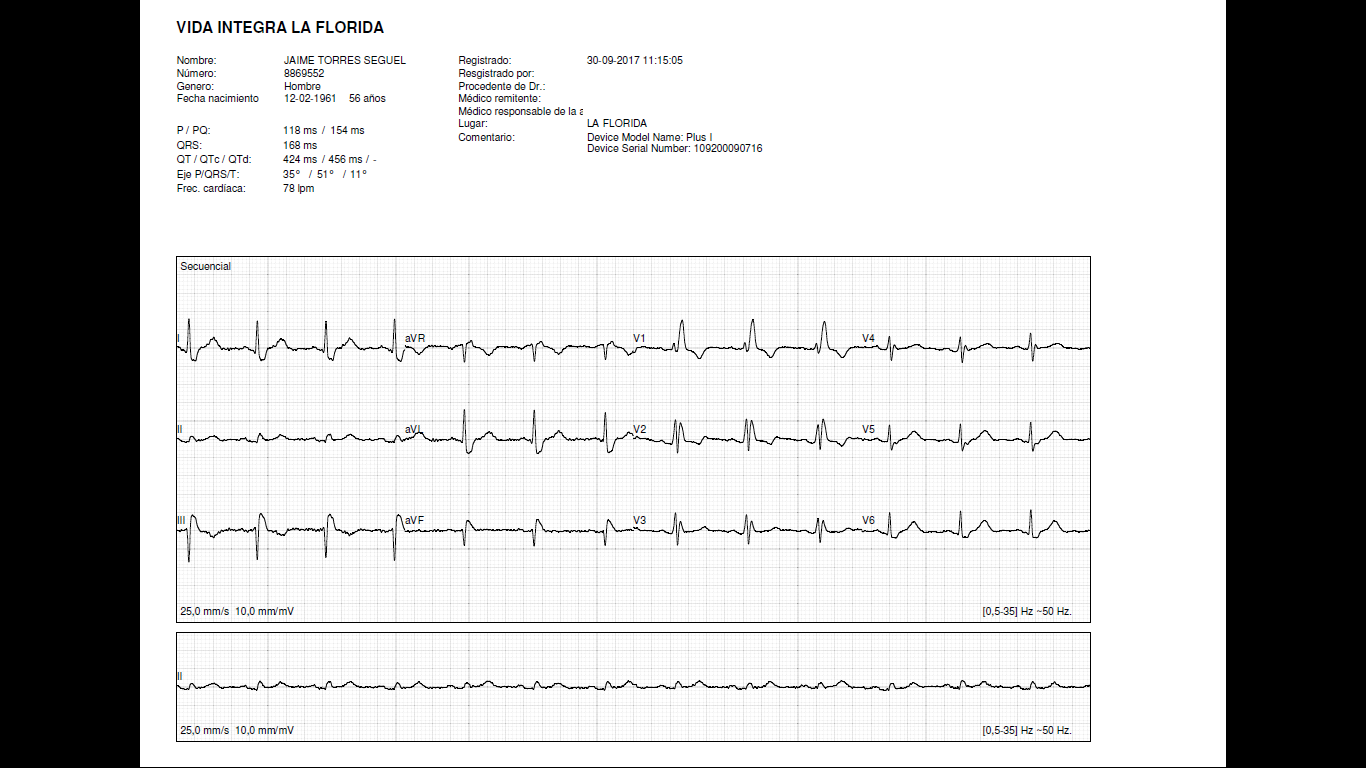 VIDA INTEGRA LA FLORIDA
Nombre: JAIME TORRES SEGUEL
Número: 8869552
Genero: Hombre
Fecha nacimiento 12-02-1961 56 años
P / PQ: 118 ms / 154 ms
QRS: 168 ms
QT / QTc / QTd: 424 ms / 456 ms / -
Eje P/QRS/T: 35° / 51° / 11°
Frec. cardíaca: 78 lpm
Registrado: 30-09-2017 11:15:05
Resgistrado por:
Procedente de Dr.:
Médico remitente:
Médico responsable de la a
Lugar: LA FLORIDA
Comentario: Device Model Name: Plus I
Device Serial Number: 109200090716
Secuencial
I aVR V1 V4
II aVL V2 V5
III aVF V3 V6
25,0 mm/s 10,0 mm/mV [0,5-35] Hz ~50 Hz.
II
25,0 mm/s 10,0 mm/mV [0,5-35] Hz ~50 Hz.